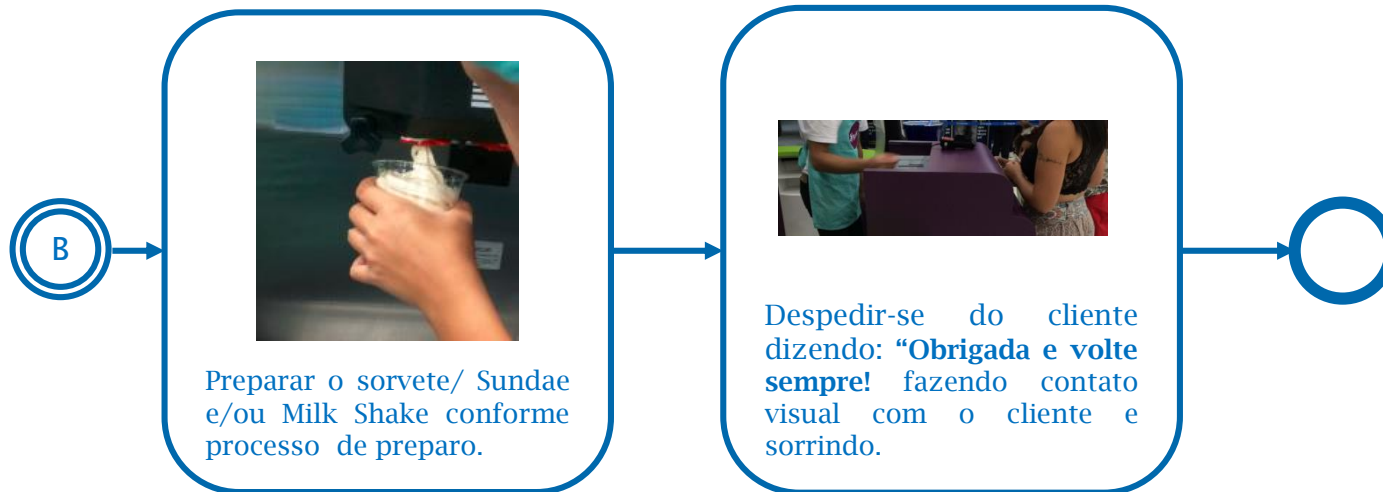 B
Preparar o sorvete/ Sundae
e/ou Milk Shake conforme
processo de preparo.
Despedir-se do cliente
dizendo: “Obrigada e volte
sempre! fazendo contato
visual com o cliente e
sorrindo.